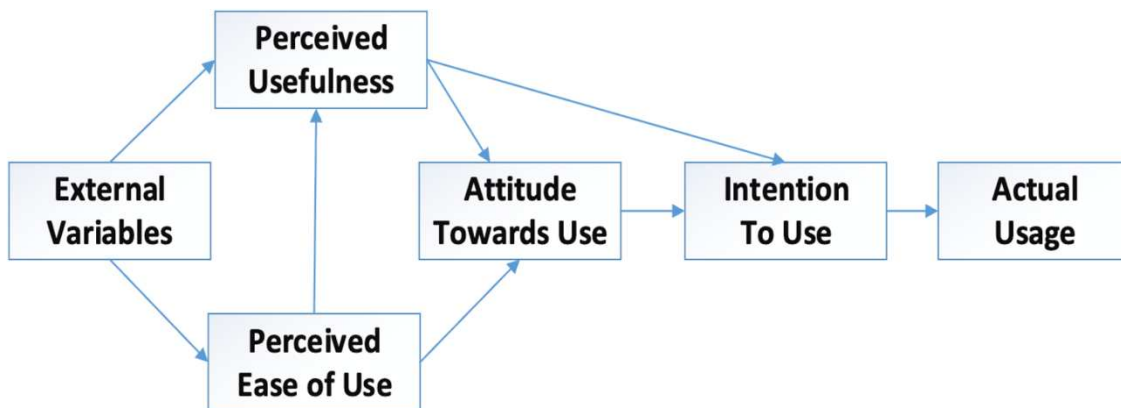 Perceived
Usefulness
External
Variables
Attitude
Towards Use
Intention
To Use
Actual
Usage
Perceived
Ease of Use